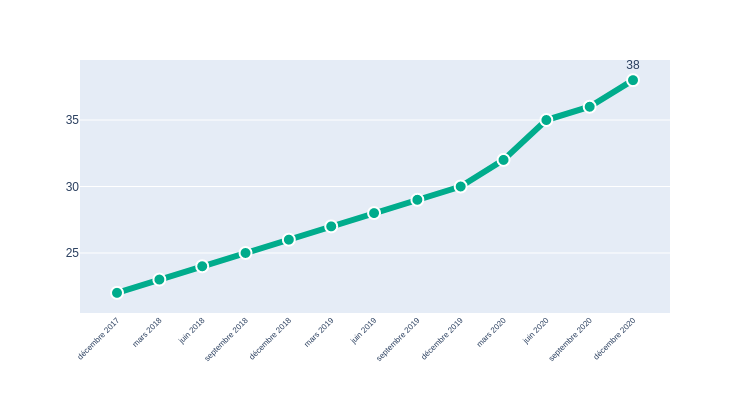 38
35
30
25
décembre 2017
mars 2018
juin 2018
septembre 2018
décembre 2018
mars 2019
juin 2019
septembre 2019
décembre 2019
mars 2020
juin 2020
septembre 2020
décembre 2020